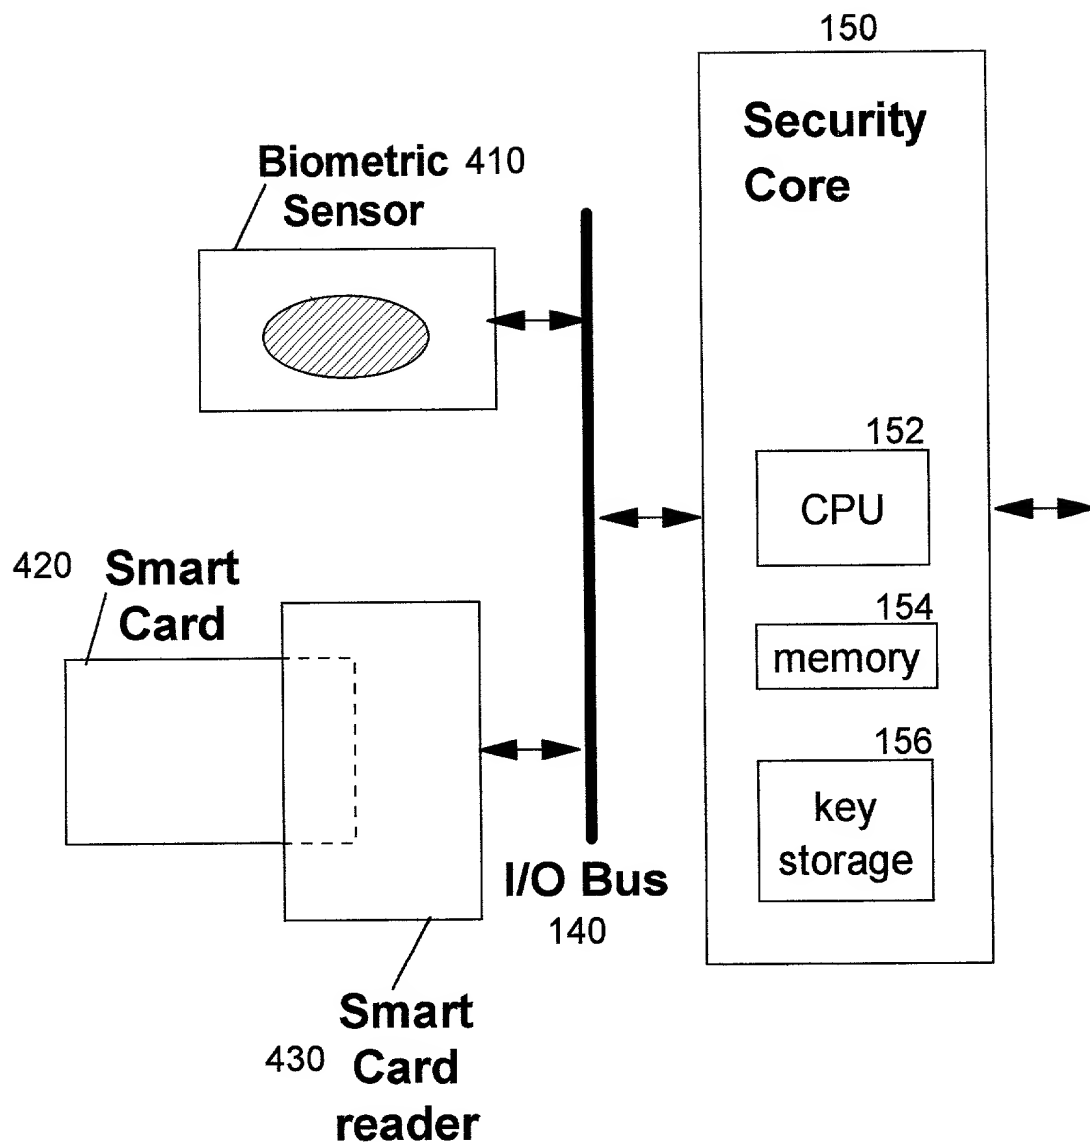 150
Security
Core
Biometric 410
Sensor
152
CPU
420 Smart
Card
154
memory
156
key
storage
I/O Bus
140
Smart
430 Card
reader